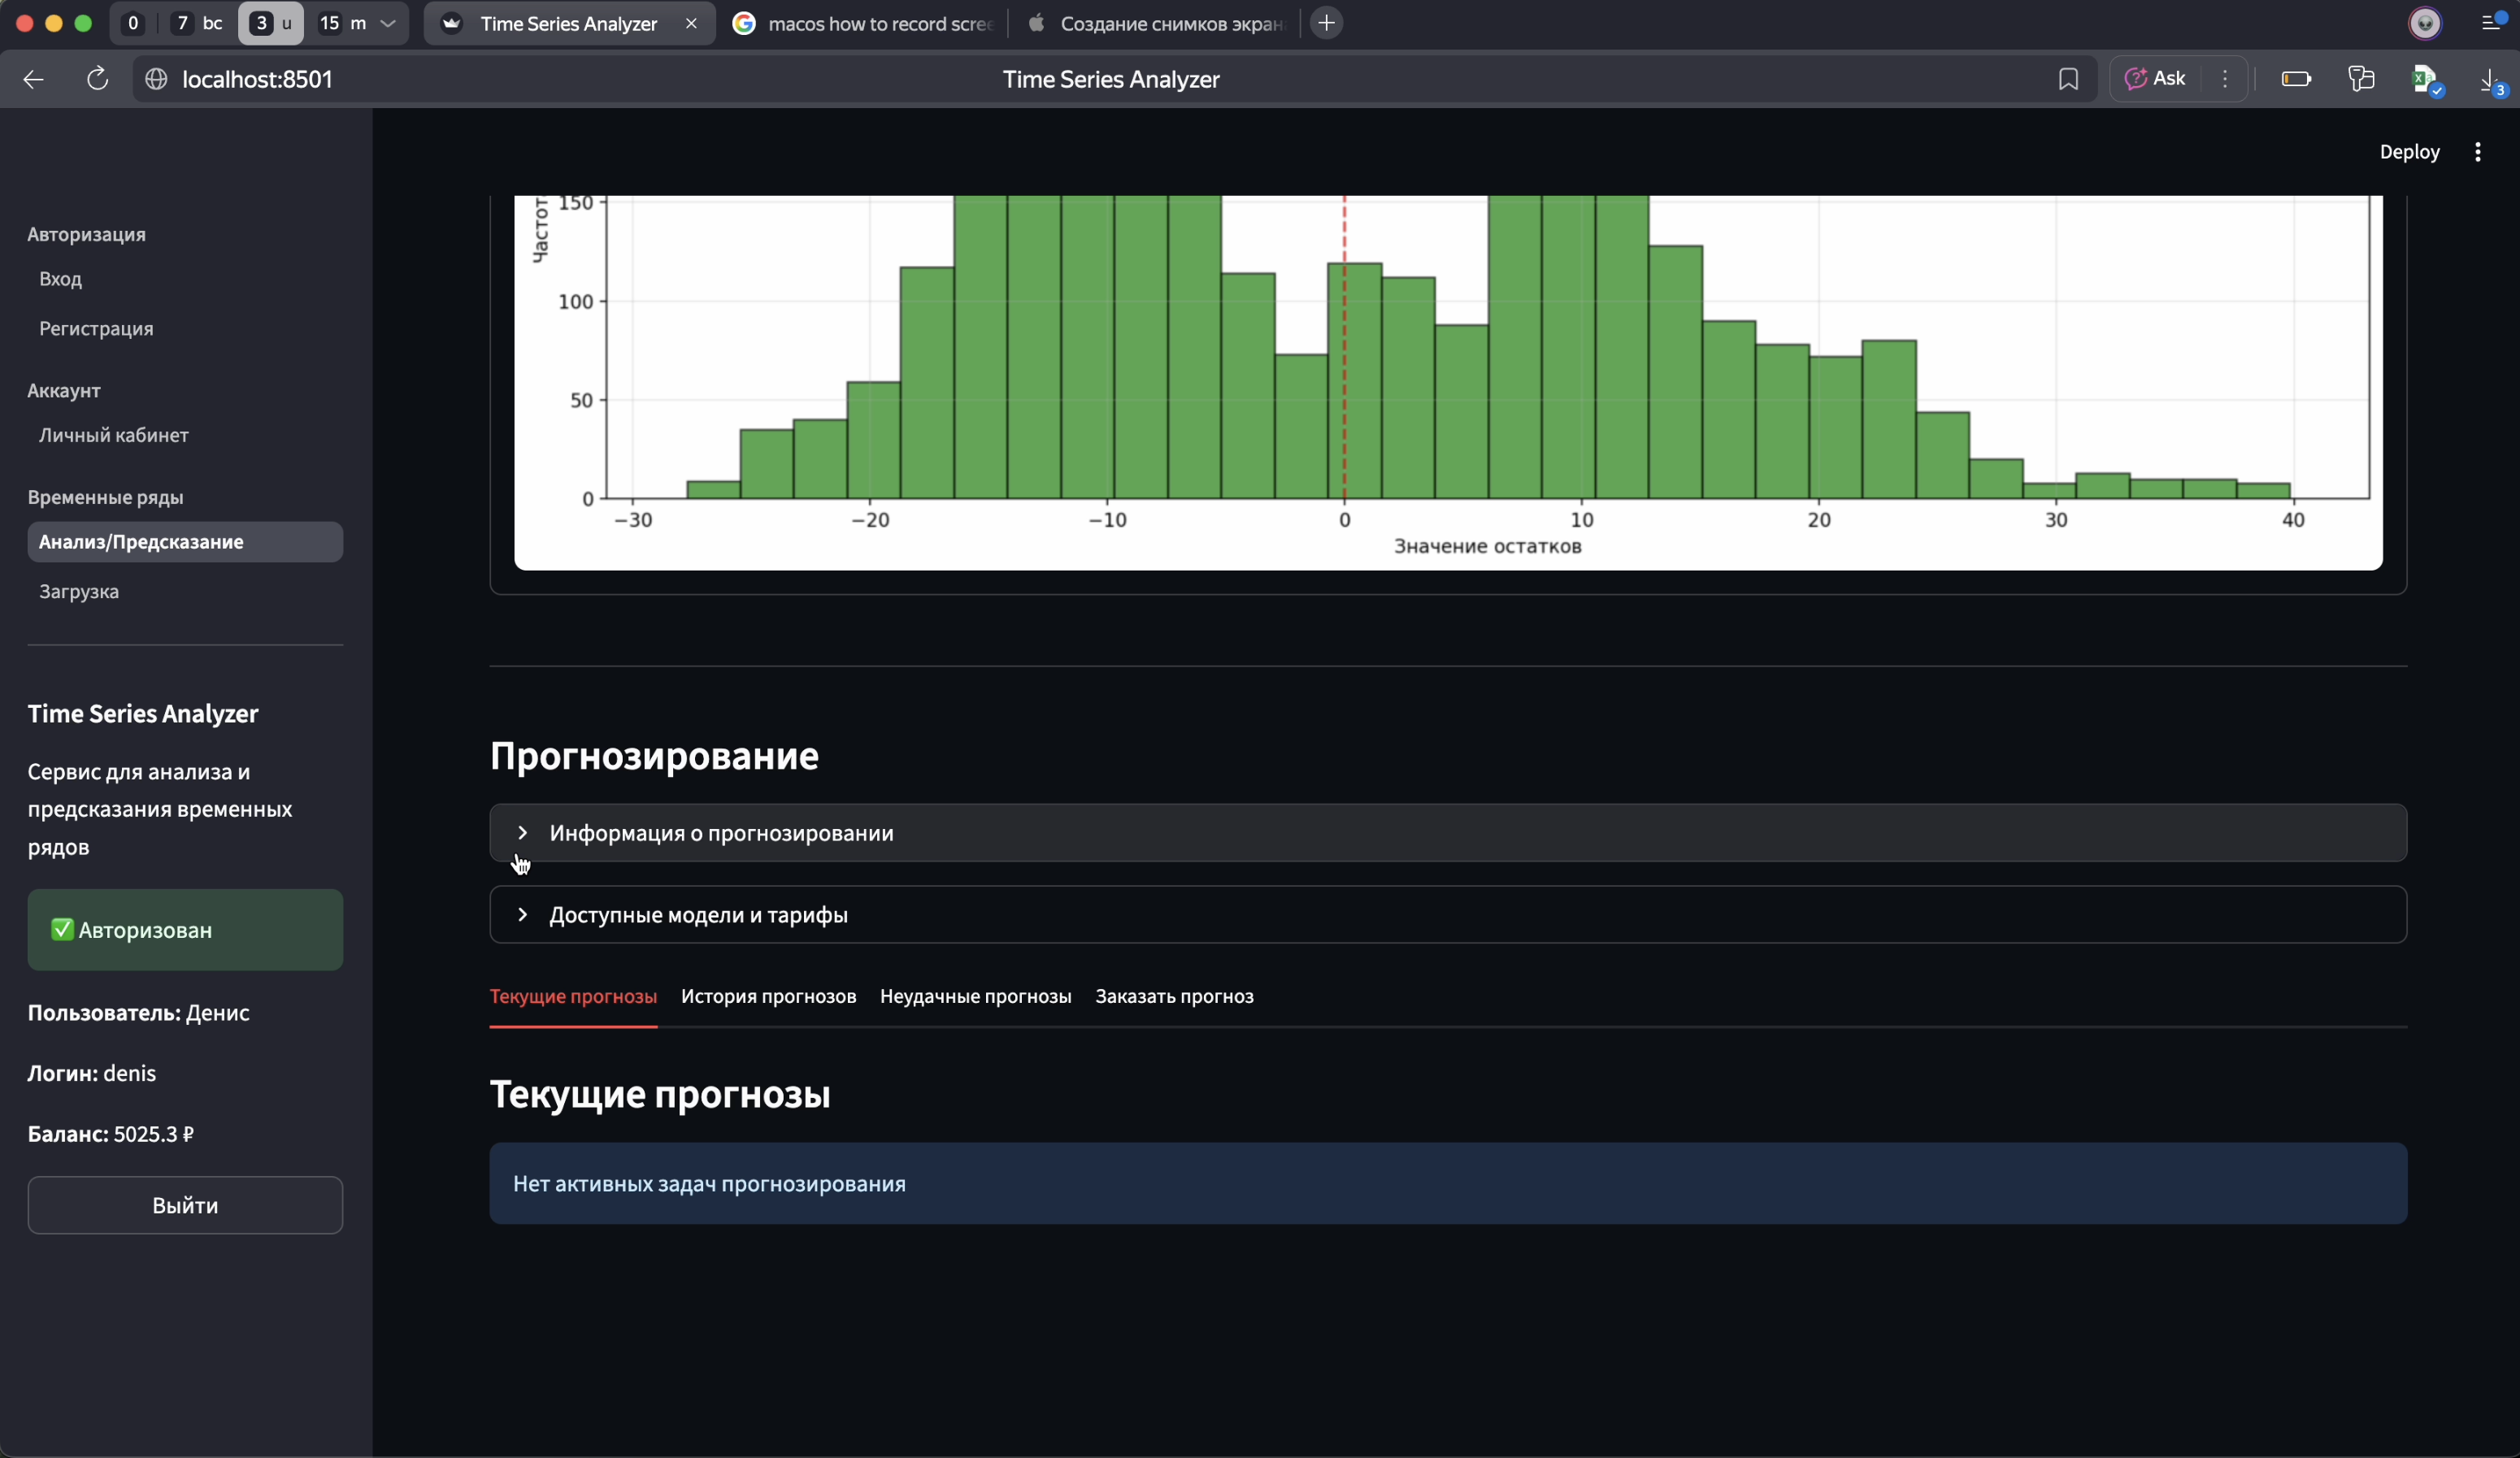 0
7 bc
3 u
15 m
Time Series Analyzer
macos how to record scree
Создание снимков экран
localhost:8501
Time Series Analyzer
Ask
3
Deploy
Авторизация
Вход
Регистрация
Аккаунт
Личный кабинет
Временные ряды
Анализ/Предсказание
Загрузка
Time Series Analyzer
Сервис для анализа и
предсказания временных
рядов
✅ Авторизован
Пользователь: Денис
Логин: denis
Баланс: 5025.3 ₽
Выйти
Частот
150
100
50
0
−30 −20 −10 0 10 20 30 40
Значение остатков
Прогнозирование
Информация о прогнозировании
Доступные модели и тарифы
Текущие прогнозы История прогнозов Неудачные прогнозы Заказать прогноз
Текущие прогнозы
Нет активных задач прогнозирования